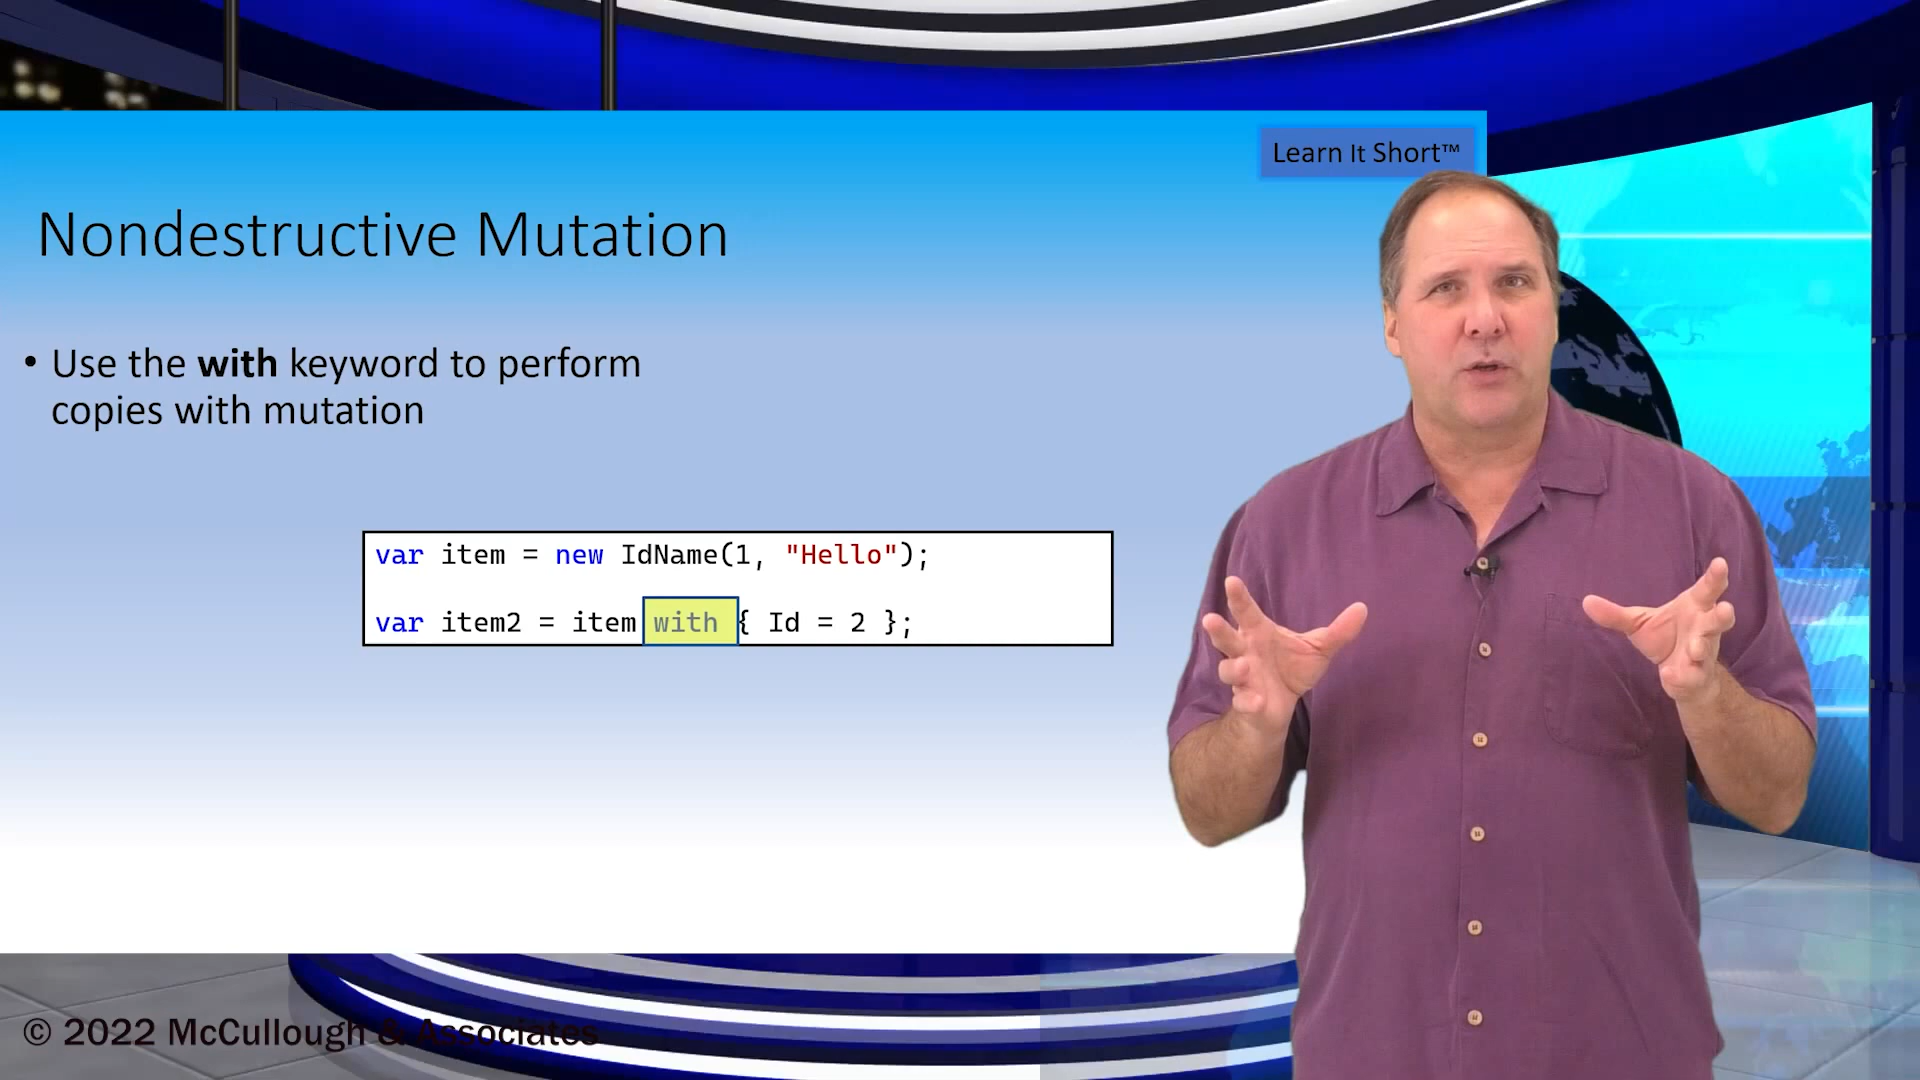 Learn It Short™
Nondestructive Mutation
• Use the with keyword to perform
copies with mutation
var item = new IdName(1, "Hello");
var item2 = item with { Id = 2 };
© 2022 McCullough & Associates